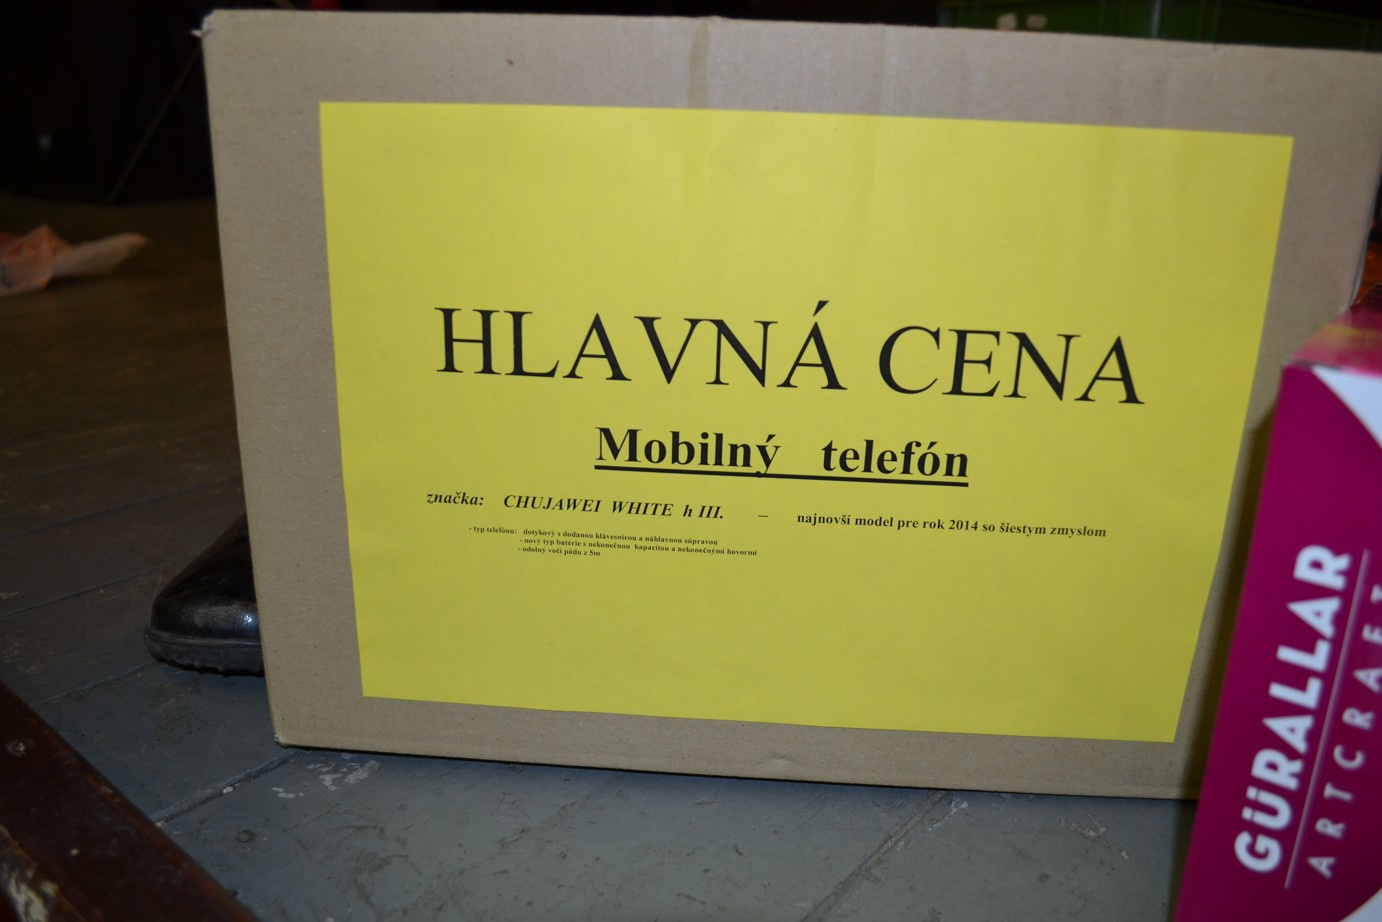 HLAVNÁ CENA
Mobilný telefón
značka: CHUJAWEI WHITE h III. – najnovší model pre rok 2014 so šiestym zmyslom
- typ telefónu: dotykový s dodanou klávesnicou a náhlavnou súpravou
- nový typ batérie s nekonečnou kapacitou a nekonečnými hovormi
- odolný voči pádu z 5m
GÜRALLAR
ARTCRAFT